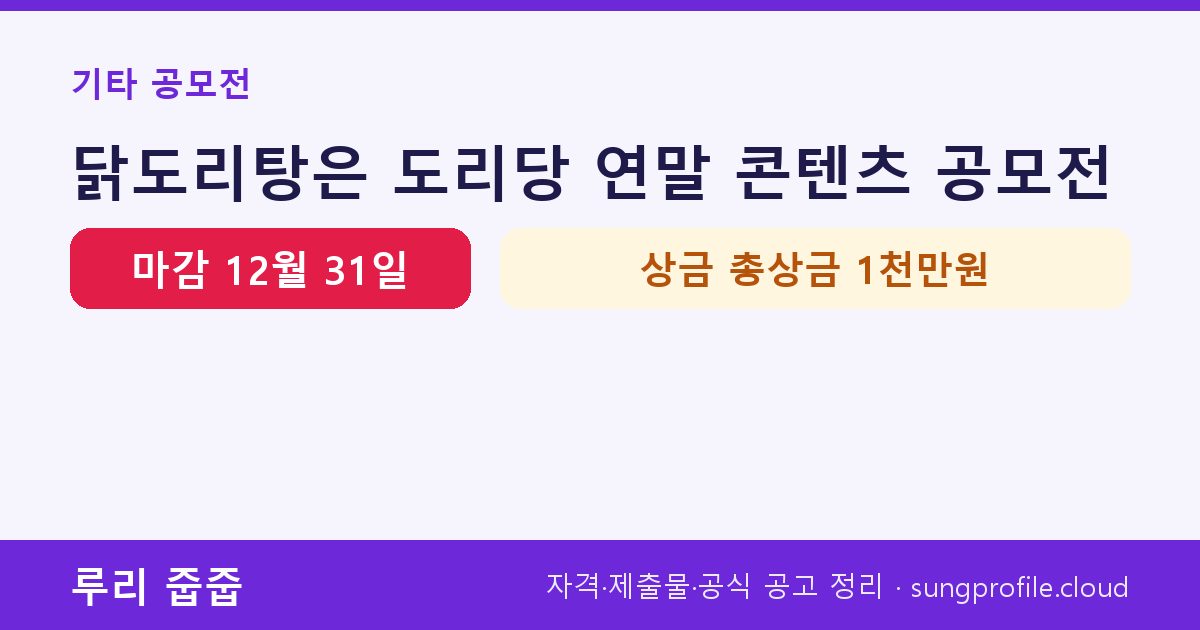 기타 공모전
닭도리탕은 도리당 연말 콘텐츠 공모전
마감 12월 31일
상금 총상금 1천만원
루리 줍줍
자격·제출물·공식 공고 정리 · sungprofile.cloud